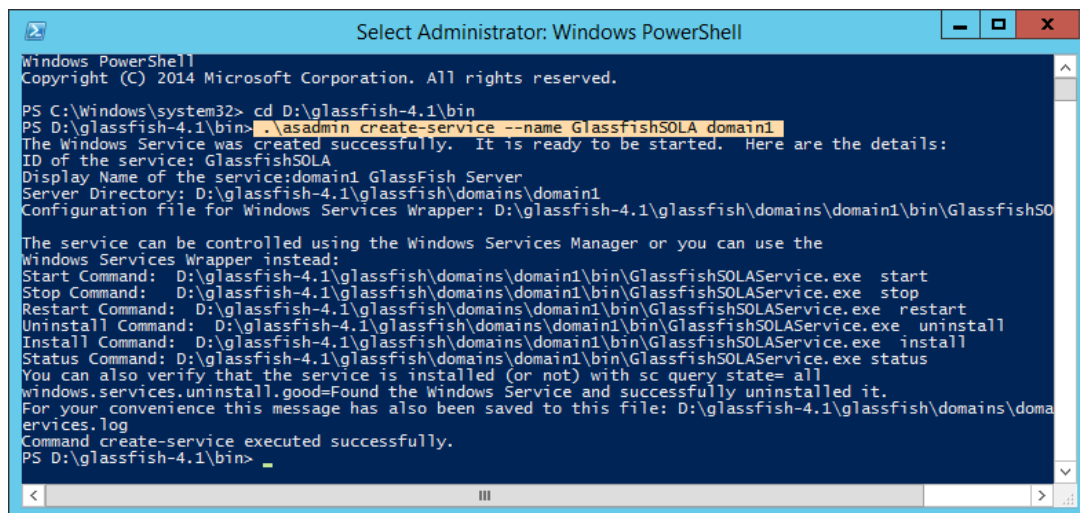 Select Administrator: Windows PowerShell
Windows PowerShell
Copyright (C) 2014 Microsoft Corporation. All rights reserved.
PS C:\Windows\system32> cd D:\glassfish-4.1\bin
PS D:\glassfish-4.1\bin> .\asadmin create-service --name GlassfishSOLA domain1
The Windows Service was created successfully.  It is ready to be started.  Here are the details:
ID of the service: GlassfishSOLA
Display Name of the service:domain1 GlassFish Server
Server Directory: D:\glassfish-4.1\glassfish\domains\domain1
Configuration file for Windows Services Wrapper: D:\glassfish-4.1\glassfish\domains\domain1\bin\GlassfishSO
The service can be controlled using the Windows Services Manager or you can use the
Windows Services Wrapper instead:
Start Command:  D:\glassfish-4.1\glassfish\domains\domain1\bin\GlassfishSOLAService.exe  start
Stop Command:   D:\glassfish-4.1\glassfish\domains\domain1\bin\GlassfishSOLAService.exe  stop
Restart Command:  D:\glassfish-4.1\glassfish\domains\domain1\bin\GlassfishSOLAService.exe  restart
Uninstall Command:  D:\glassfish-4.1\glassfish\domains\domain1\bin\GlassfishSOLAService.exe  uninstall
Install Command:  D:\glassfish-4.1\glassfish\domains\domain1\bin\GlassfishSOLAService.exe  install
Status Command: D:\glassfish-4.1\glassfish\domains\domain1\bin\GlassfishSOLAService.exe status
You can also verify that the service is installed (or not) with sc query state= all
windows.services.uninstall.good=Found the Windows Service and successfully uninstalled it.
For your convenience this message has also been saved to this file: D:\glassfish-4.1\glassfish\domains\doma
ervices.log
Command create-service executed successfully.
PS D:\glassfish-4.1\bin> _